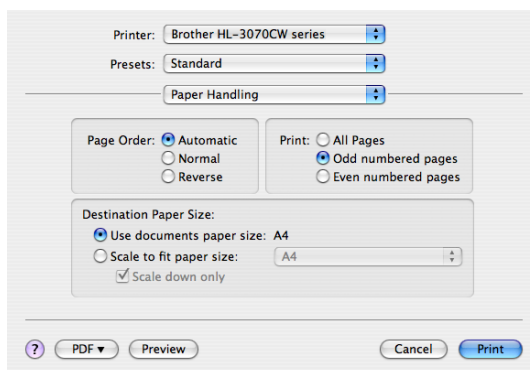 Printer: Brother HL-3070CW series
Presets: Standard
Paper Handling
Page Order: Automatic
Normal
Reverse
Print: All Pages
Odd numbered pages
Even numbered pages
Destination Paper Size:
Use documents paper size: A4
Scale to fit paper size: A4
Scale down only
? PDF▼ Preview Cancel Print